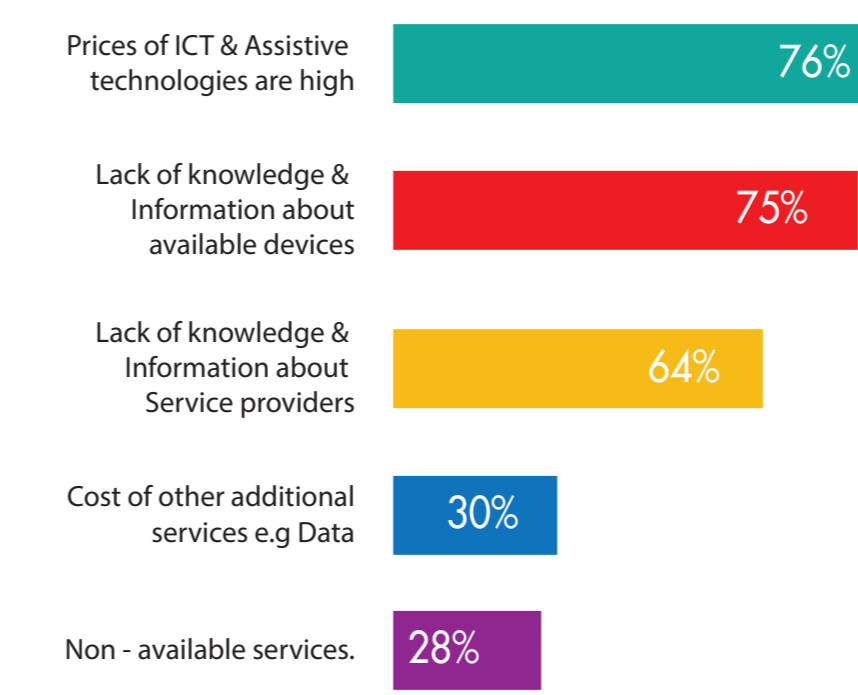 Prices of ICT & Assistive
technologies are high
76%
Lack of knowledge &
Information about
available devices
75%
Lack of knowledge &
Information about
Service providers
64%
Cost of other additional
services e.g Data
30%
Non - available services.
28%